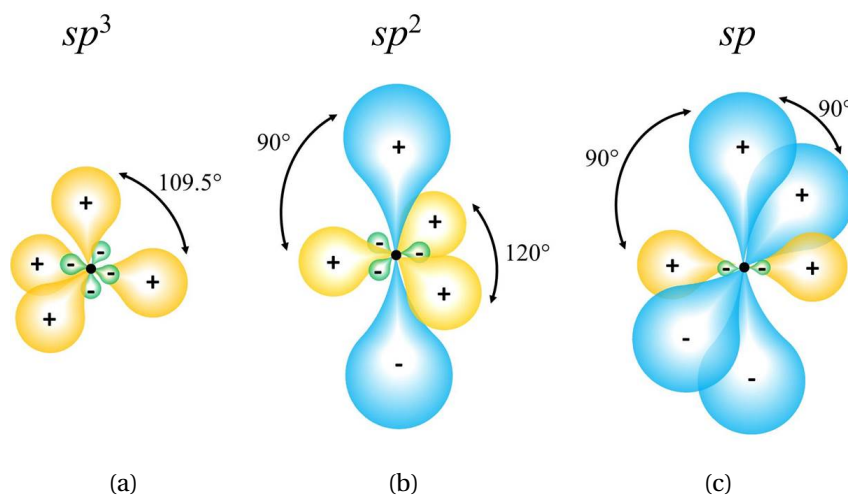 sp³ sp² sp
109.5° 90° 120° 90° 90°
+ + + +
- - - -
+ + + +
- - - -
+ + + +
- - - -
(a) (b) (c)